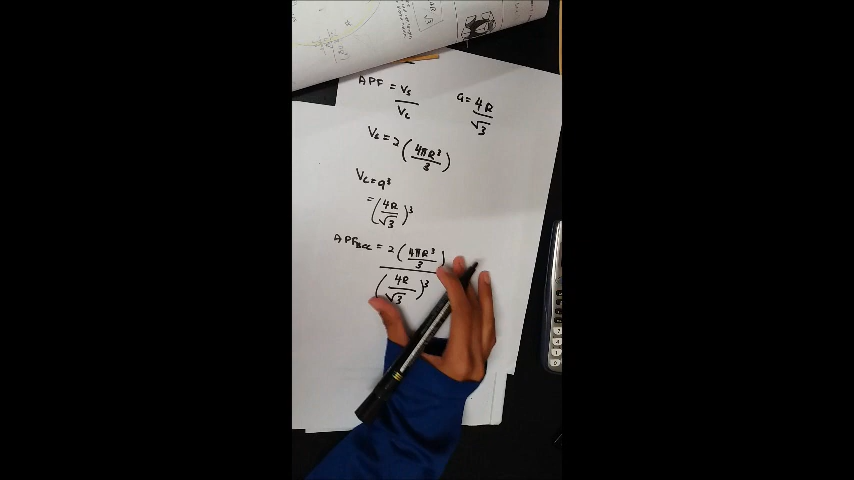 APF = Vs / Vc
a = 4R / √3
Vs = 2 (4πR³ / 3)
Vc = a³
= (4R / √3)³
APF BCC = 2 (4πR³ / 3) / (4R / √3)³